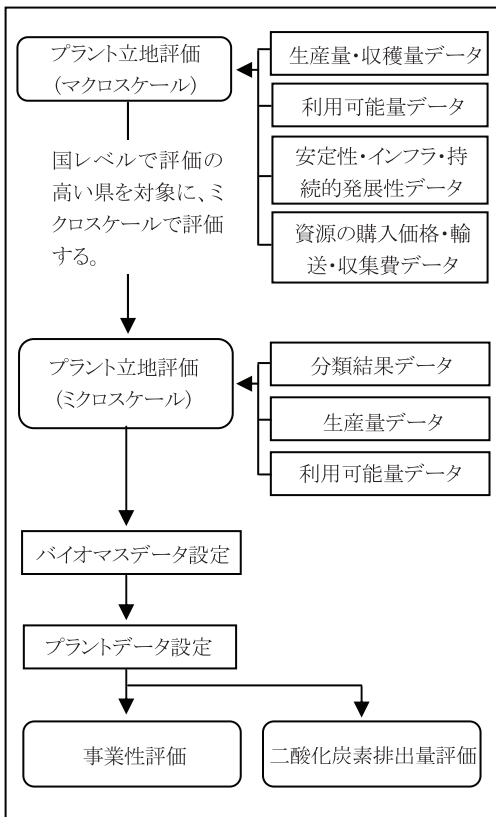 プラント立地評価
(マクロスケール)
生産量・収穫量データ
利用可能量データ
安定性・インフラ・持
続的発展性データ
資源の購入価格・輸
送・収集費データ
国レベルで評価の
高い県を対象に、ミ
クロスケールで評価
する。
プラント立地評価
(ミクロスケール)
分類結果データ
生産量データ
利用可能量データ
バイオマスデータ設定
プラントデータ設定
事業性評価
二酸化炭素排出量評価